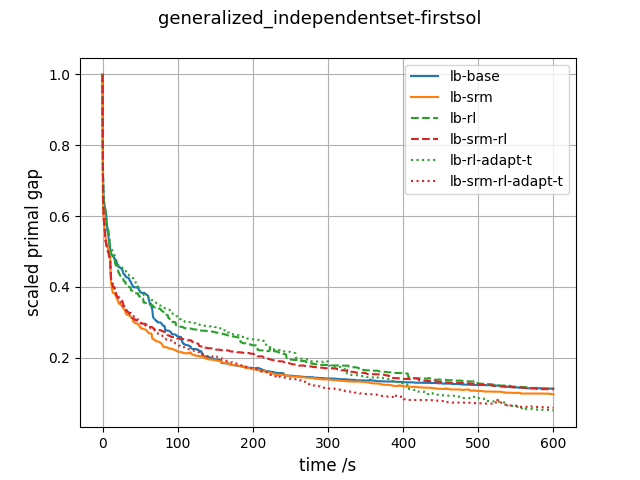 generalized_independentset-firstsol
scaled primal gap
1.0
0.8
0.6
0.4
0.2
lb-base
lb-srm
lb-rl
lb-srm-rl
lb-rl-adapt-t
lb-srm-rl-adapt-t
0 100 200 300 400 500 600
time /s